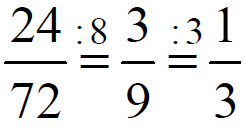 24/72 =:8 3/9 =:3 1/3